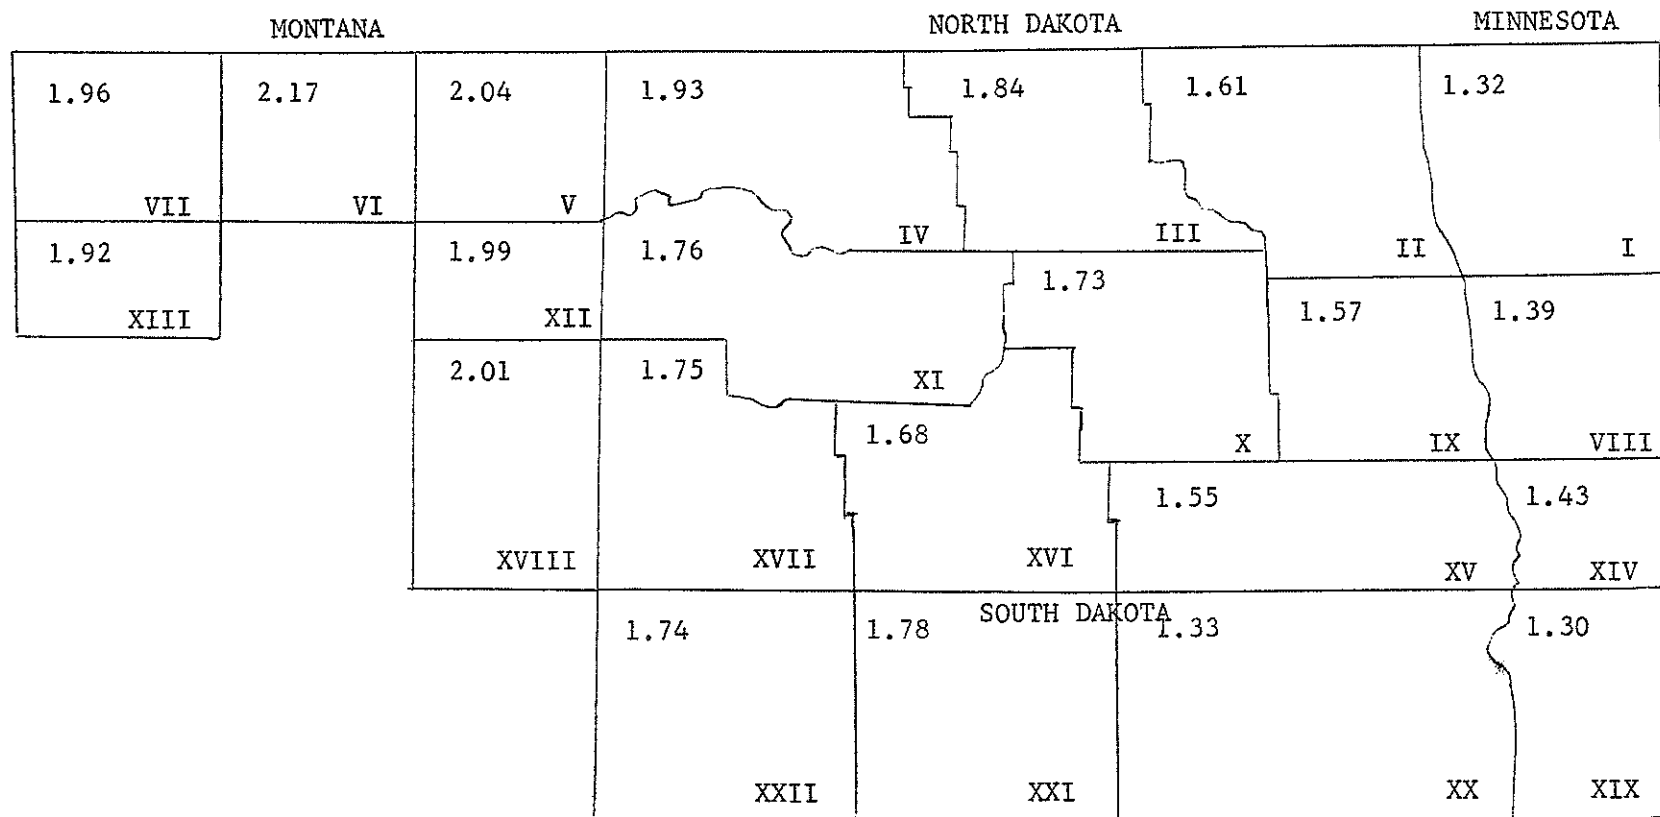 MONTANA NORTH DAKOTA MINNESOTA
1.96 2.17 2.04 1.93 1.84 1.61 1.32
VII VI V IV III II I
1.92 1.99 1.76 1.73 1.57 1.39
XIII XII XI X IX VIII
2.01 1.75 1.68 1.55 1.43
XVIII XVII XVI XV XIV
SOUTH DAKOTA
1.74 1.78 1.33 1.30
XXII XXI XX XIX